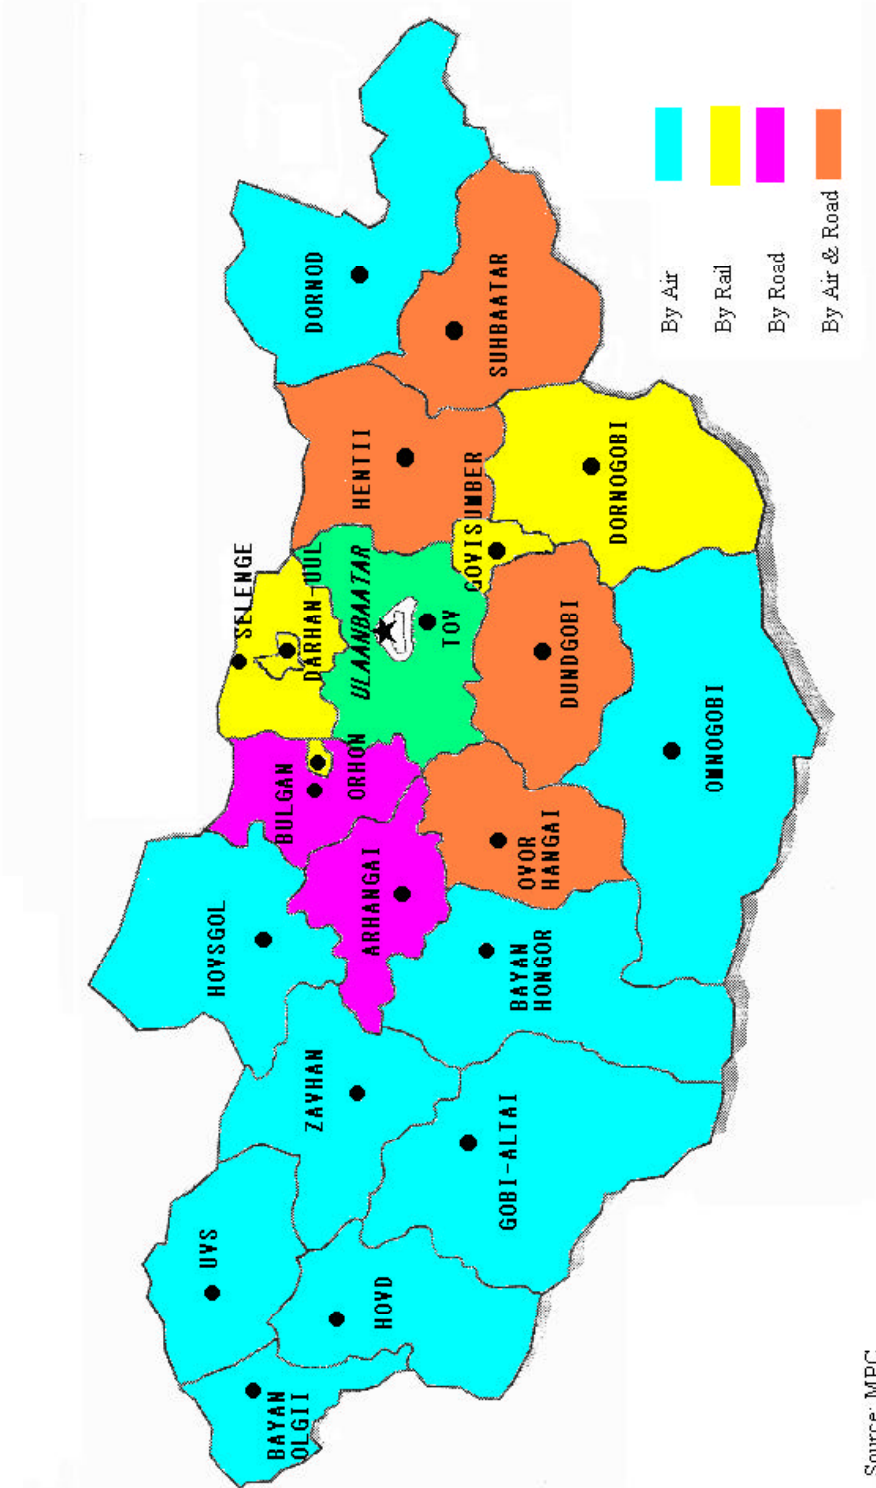 BAYAN
OLGII
UVS
HOVD
ZAVHAN
GOBI-ALTAI
HOVSGOL
ARHANGAI
BAYAN
HONGOR
BULGAN
ORHON
OVOR
HANGAI
OMNOGOBI
SELENGE
DARHAN-UUL
ULAANBAATAR
TOV
DUNDGOBI
GOVISUMBER
DORNOGOBI
HENTII
DORNOD
SUHBAATAR
By Air
By Rail
By Road
By Air & Road
Source: MPC